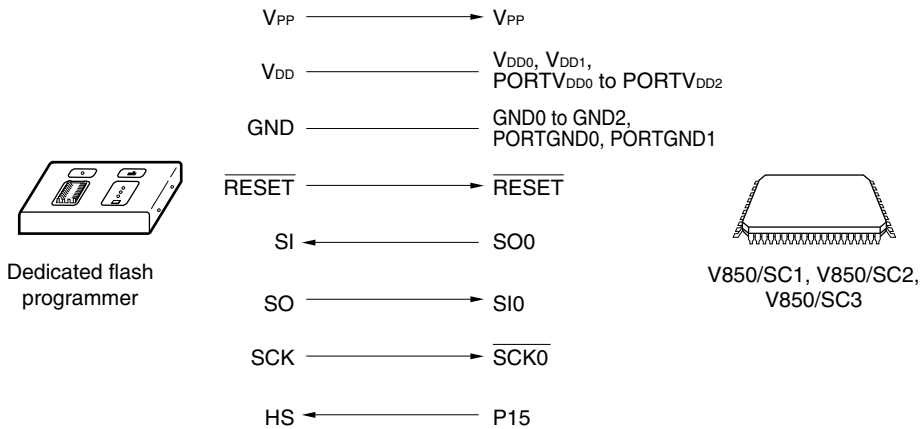 VPP VPP
VDD VDD0, VDD1,
PORTVDD0 to PORTVDD2
GND GND0 to GND2,
PORTGND0, PORTGND1
RESET RESET
SI SO0
SO SI0
SCK SCK0
HS P15
Dedicated flash
programmer
V850/SC1, V850/SC2,
V850/SC3